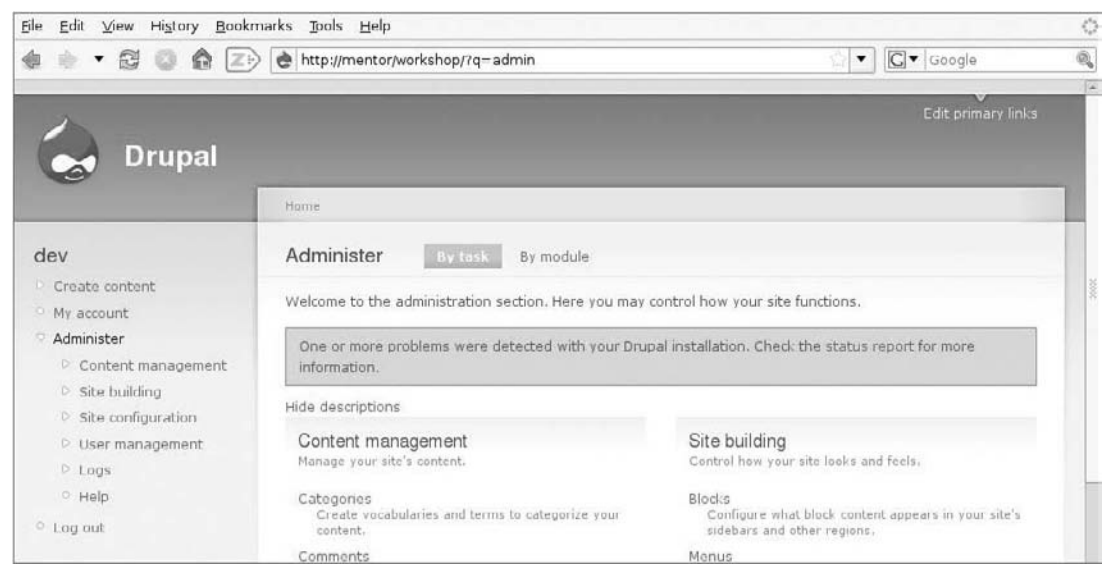 File Edit View History Bookmarks Tools Help
http://mentor/workshop/?q=admin
Google
Edit primary links
Drupal
Home
dev
Create content
My account
Administer
Content management
Site building
Site configuration
User management
Logs
Help
Log out
Administer By task By module
Welcome to the administration section. Here you may control how your site functions.
One or more problems were detected with your Drupal installation. Check the status report for more
information.
Hide descriptions
Content management
Manage your site's content.
Categories
Create vocabularies and terms to categorize your
content.
Comments
Site building
Control how your site looks and feels.
Blocks
Configure what block content appears in your site's
sidebars and other regions.
Menus